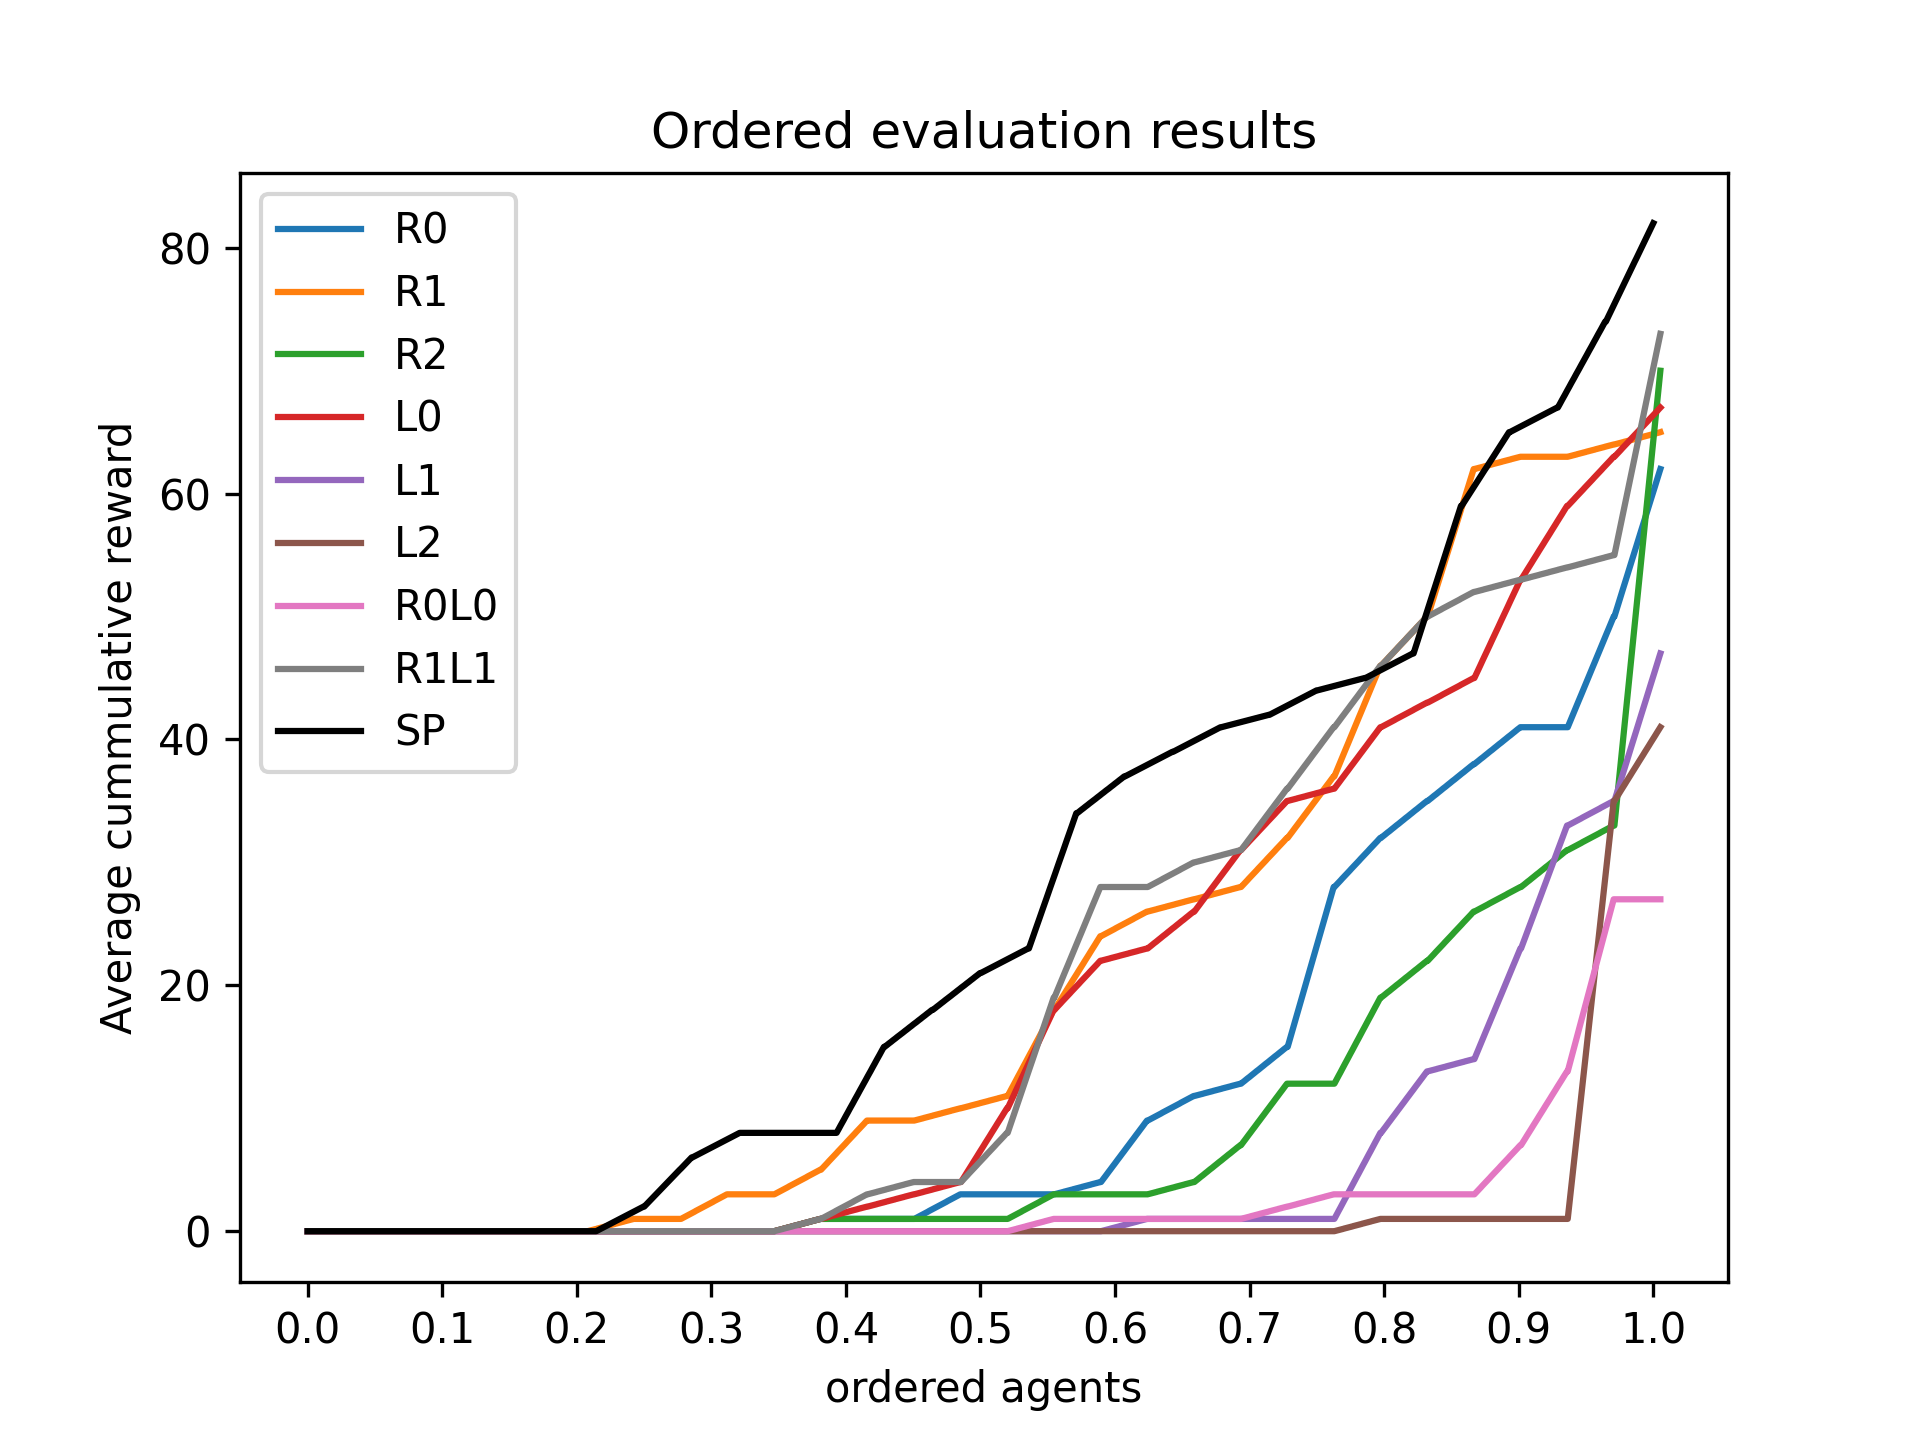 Ordered evaluation results
Average cummulative reward
80
60
40
20
0
R0
R1
R2
L0
L1
L2
R0L0
R1L1
SP
0.0 0.1 0.2 0.3 0.4 0.5 0.6 0.7 0.8 0.9 1.0
ordered agents